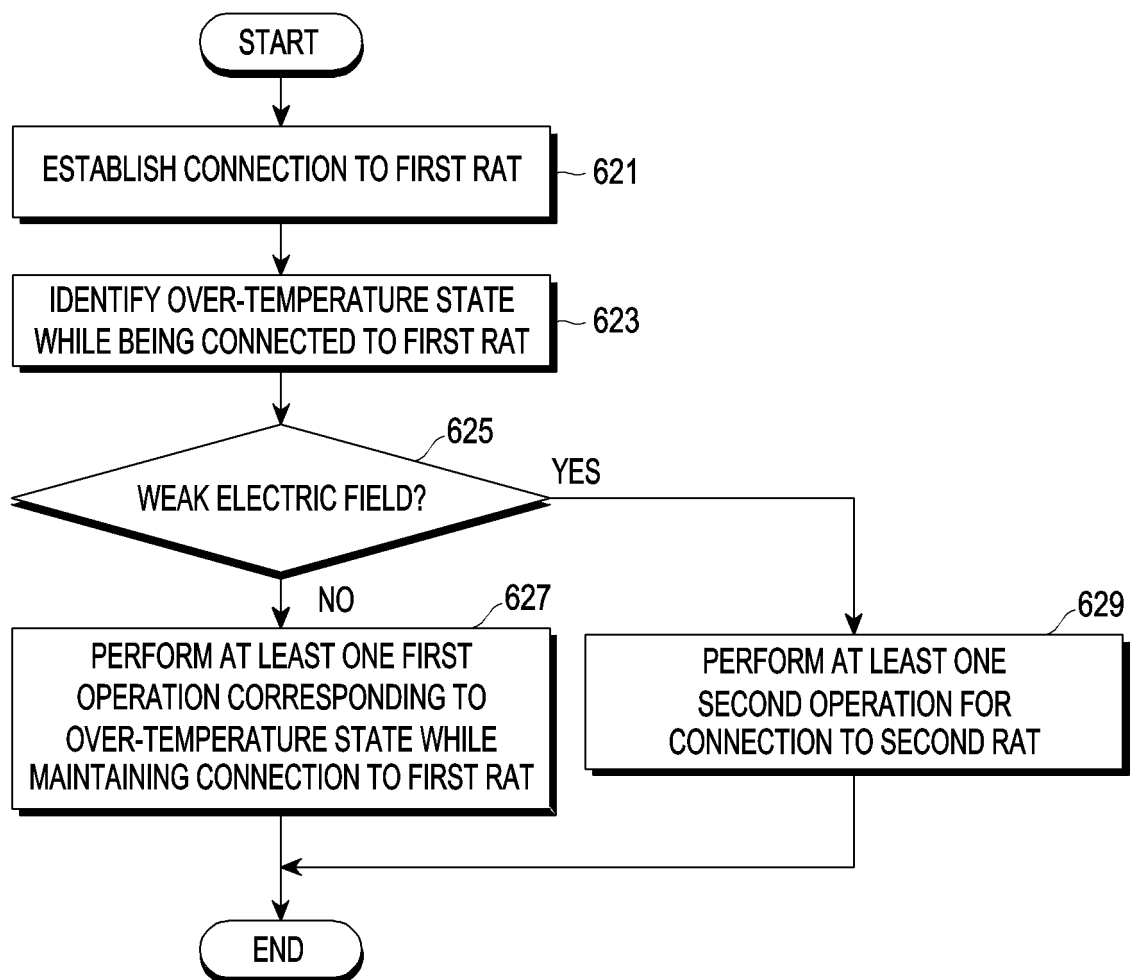 START
ESTABLISH CONNECTION TO FIRST RAT
621
IDENTIFY OVER-TEMPERATURE STATE
WHILE BEING CONNECTED TO FIRST RAT
623
625
WEAK ELECTRIC FIELD?
YES
NO
627
PERFORM AT LEAST ONE FIRST
OPERATION CORRESPONDING TO
OVER-TEMPERATURE STATE WHILE
MAINTAINING CONNECTION TO FIRST RAT
629
PERFORM AT LEAST ONE
SECOND OPERATION FOR
CONNECTION TO SECOND RAT
END